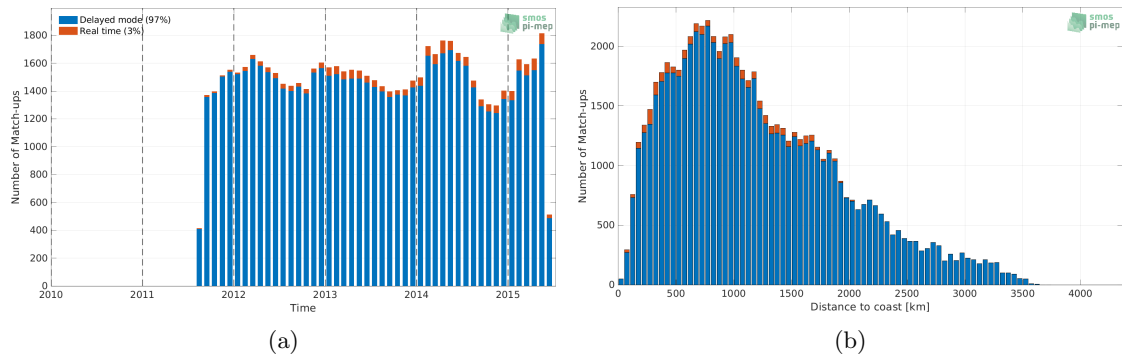 Delayed mode (97%)
Real time (3%)
smos
pi-mep
Number of Match-ups
1800
1600
1400
1200
1000
800
600
400
200
0
2010
2011
2012
2013
2014
2015
Time
(a)
smos
pi-mep
Number of Match-ups
2000
1500
1000
500
0
0
500
1000
1500
2000
2500
3000
3500
4000
Distance to coast [km]
(b)